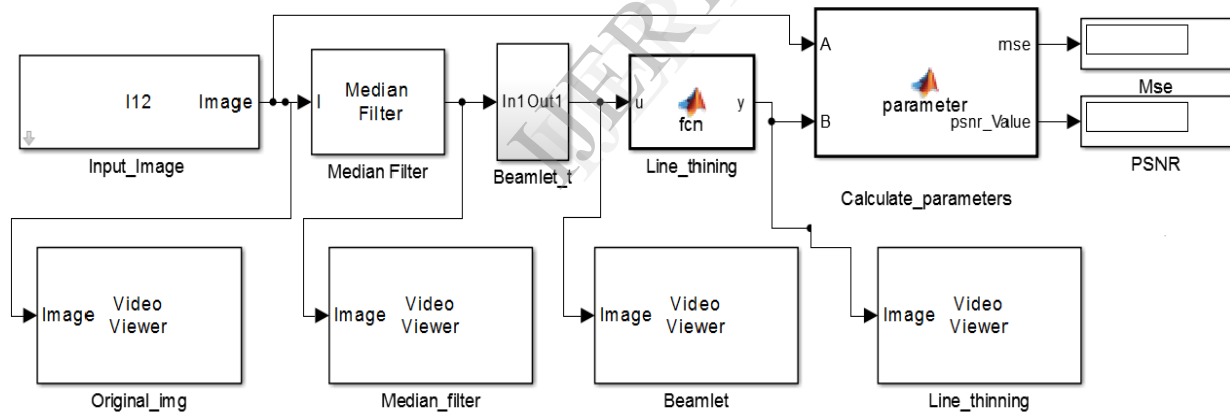 IJERT
I12
Image
Input_Image
I
Median
Filter
Median Filter
In1 Out1
Beamlet_t
u
fcn
y
Line_thining
A
B
parameter
mse
psnr_Value
Calculate_parameters
Mse
PSNR
Image
Video
Viewer
Original_img
Image
Video
Viewer
Median_filter
Image
Video
Viewer
Beamlet
Image
Video
Viewer
Line_thinning